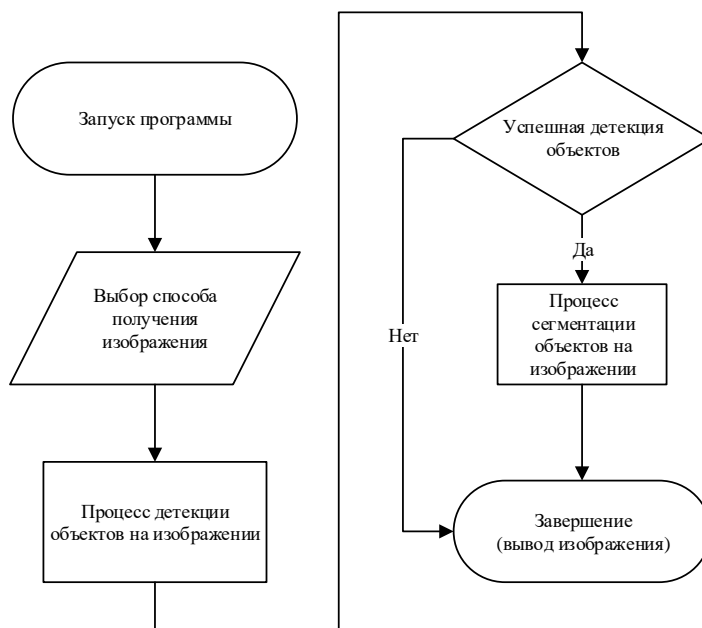 Запуск программы
Выбор способа
получения
изображения
Процесс детекции
объектов на изображении
Успешная детекция
объектов
Да
Нет
Процесс
сегментации
объектов на
изображении
Завершение
(вывод изображения)